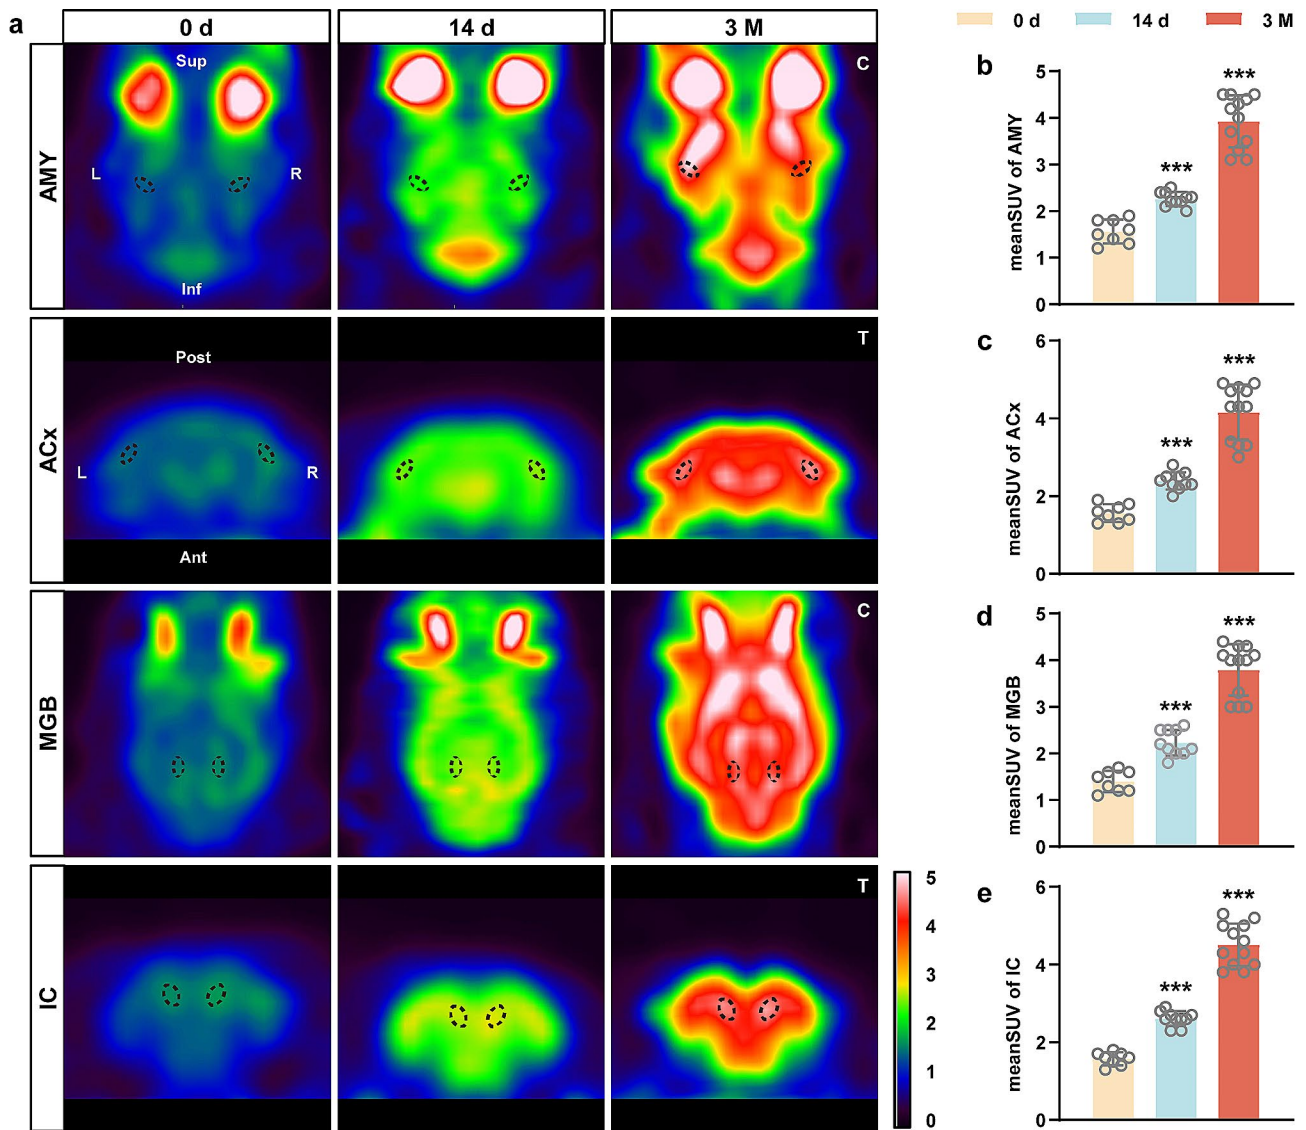 a
0 d
14 d
3 M
AMY
Sup
L
R
Inf
C
ACx
Post
L
R
Ant
T
MGB
C
IC
T
5
4
3
2
1
0
0 d
14 d
3 M
b
meanSUV of AMY
5
4
3
2
1
0
***
***
c
meanSUV of ACx
6
4
2
0
***
***
d
meanSUV of MGB
5
4
3
2
1
0
***
***
e
meanSUV of IC
6
4
2
0
***
***